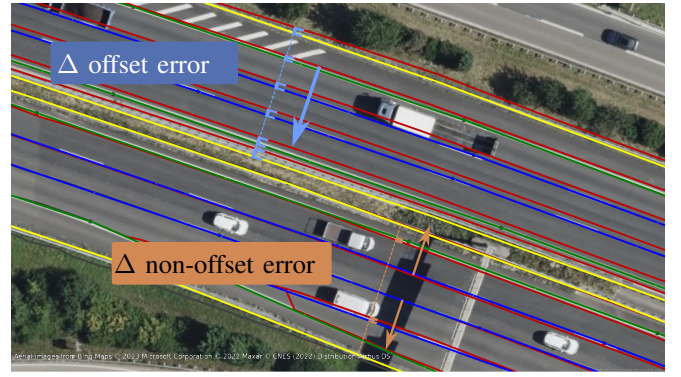 Δ offset error
Δ non-offset error
Aerial images from Bing Maps © 2023 Microsoft Corporation © 2022 Maxar © CNES (2022) Distribution Airbus DS